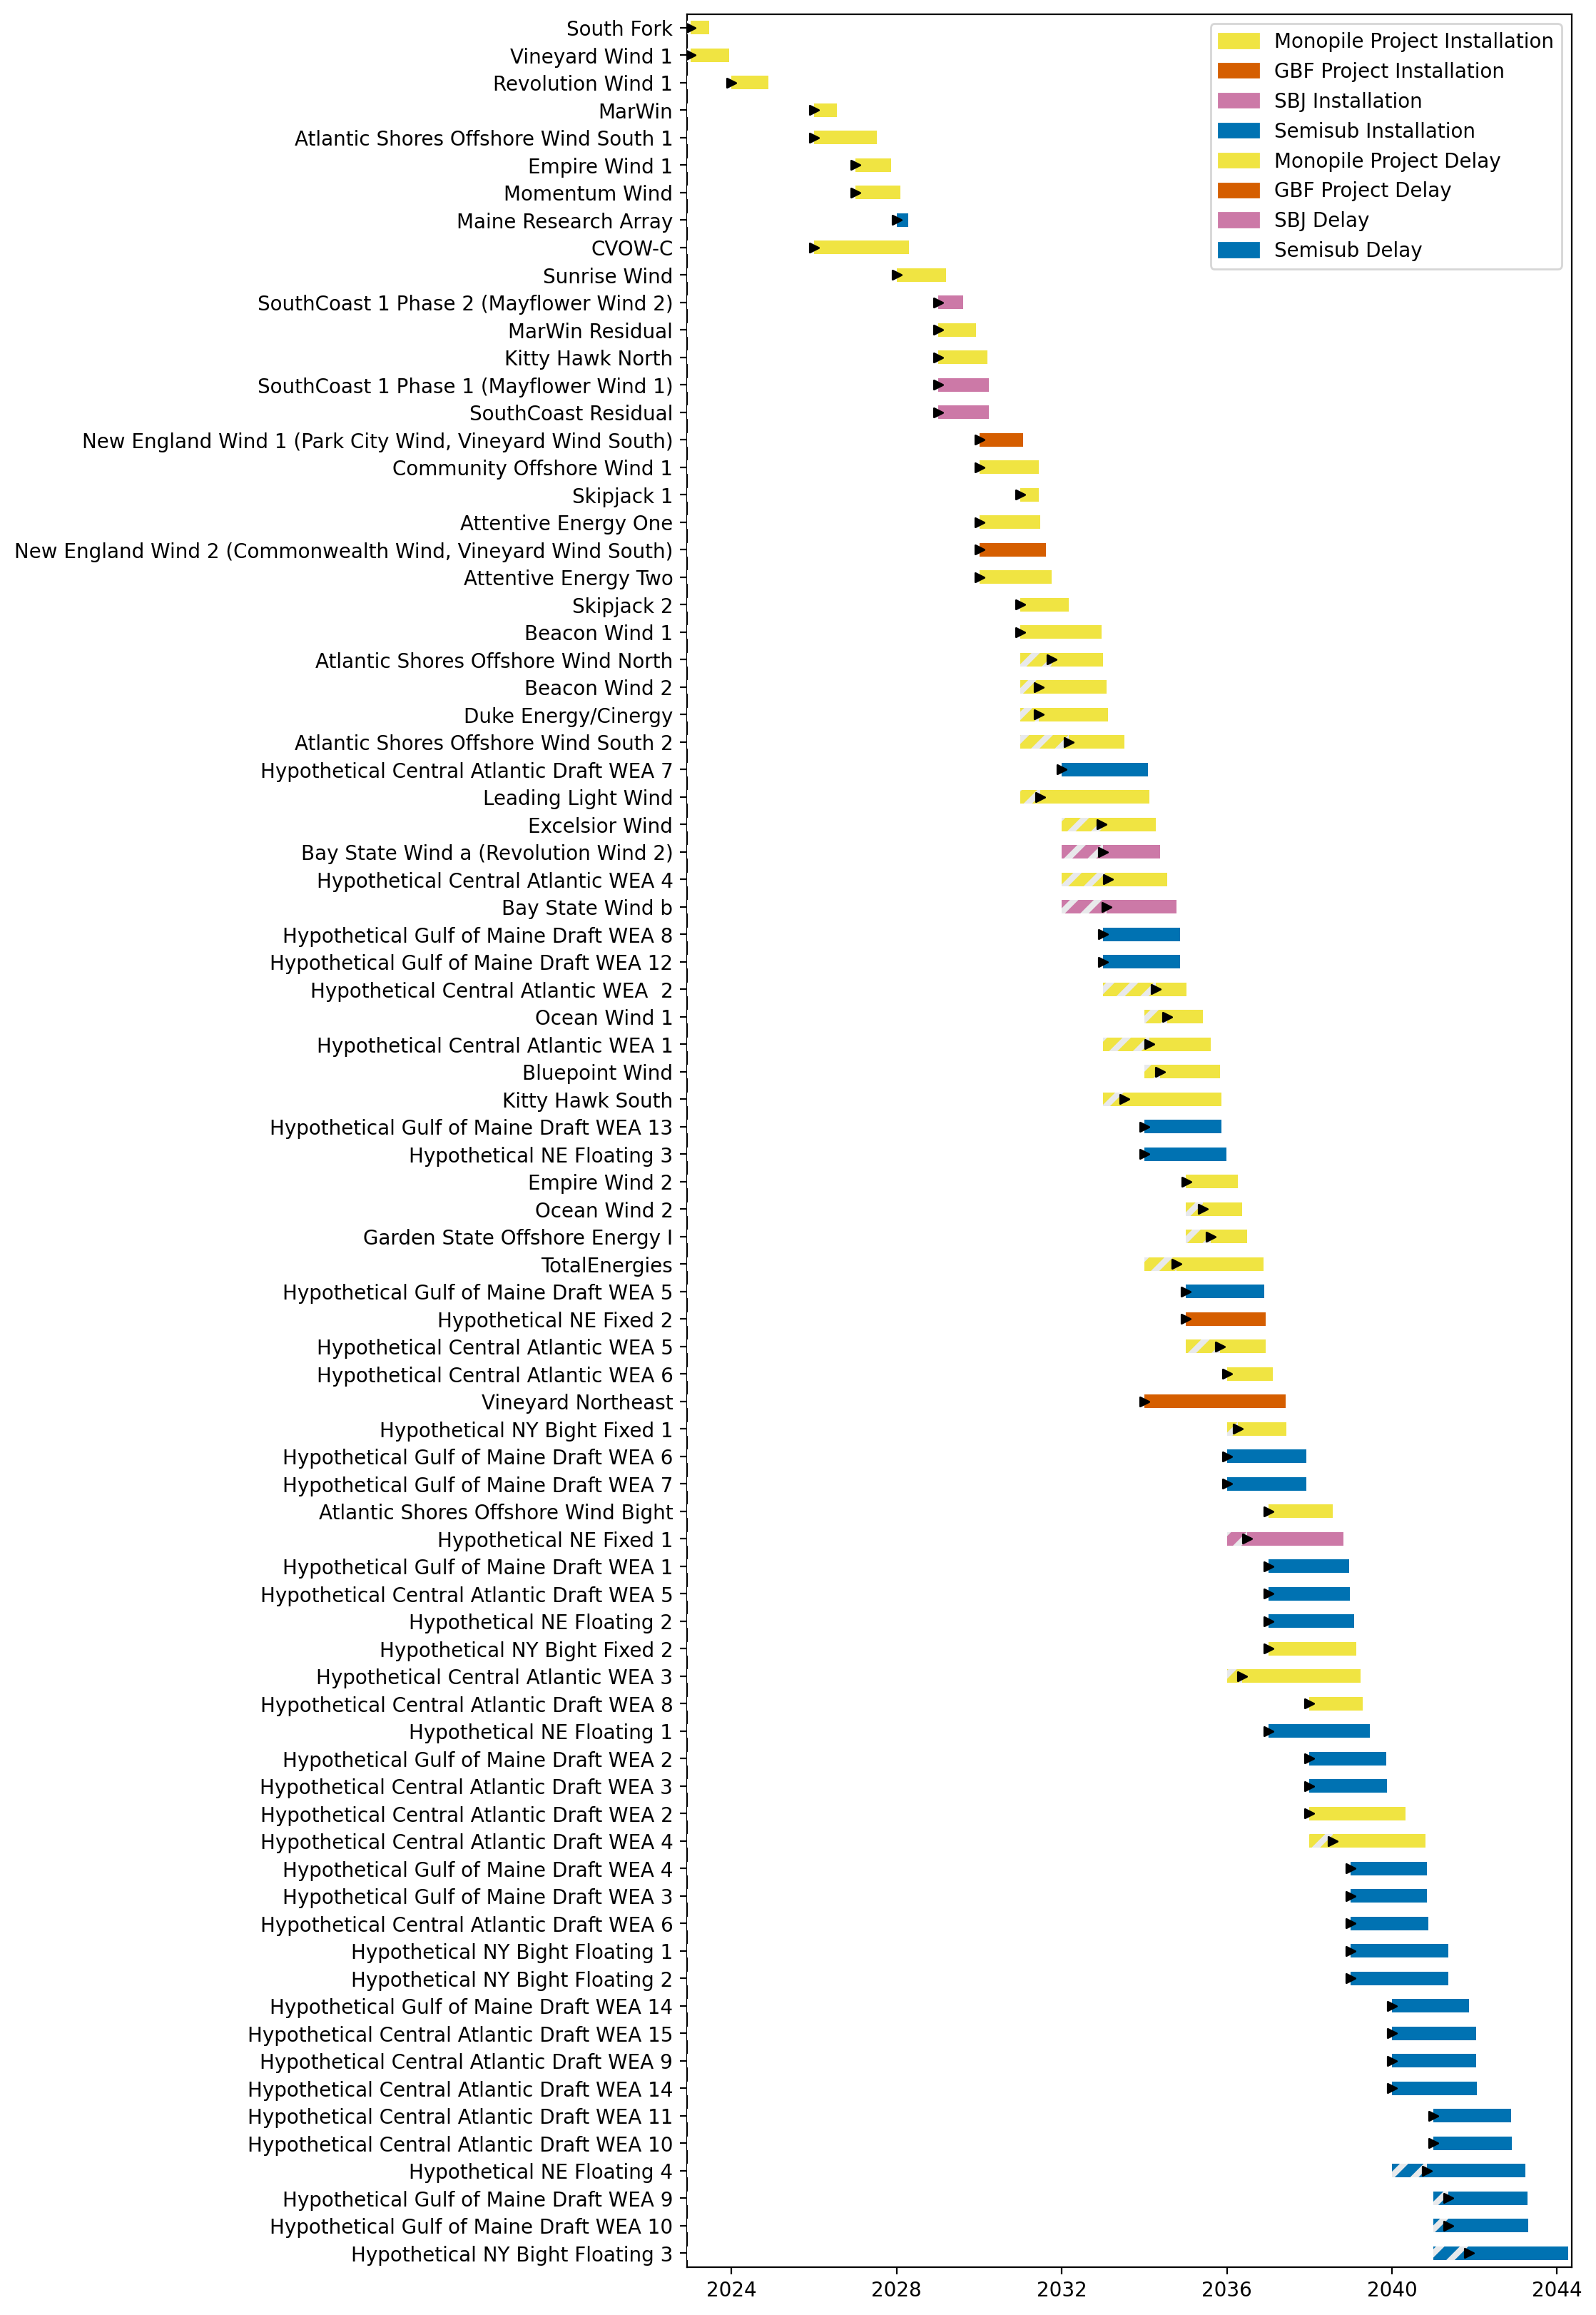 South Fork
Vineyard Wind 1
Revolution Wind 1
MarWin
Atlantic Shores Offshore Wind South 1
Empire Wind 1
Momentum Wind
Maine Research Array
CVOW-C
Sunrise Wind
SouthCoast 1 Phase 2 (Mayflower Wind 2)
MarWin Residual
Kitty Hawk North
SouthCoast 1 Phase 1 (Mayflower Wind 1)
SouthCoast Residual
New England Wind 1 (Park City Wind, Vineyard Wind South)
Community Offshore Wind 1
Skipjack 1
Attentive Energy One
New England Wind 2 (Commonwealth Wind, Vineyard Wind South)
Attentive Energy Two
Skipjack 2
Beacon Wind 1
Atlantic Shores Offshore Wind North
Beacon Wind 2
Duke Energy/Cinergy
Atlantic Shores Offshore Wind South 2
Hypothetical Central Atlantic Draft WEA 7
Leading Light Wind
Excelsior Wind
Bay State Wind a (Revolution Wind 2)
Hypothetical Central Atlantic WEA 4
Bay State Wind b
Hypothetical Gulf of Maine Draft WEA 8
Hypothetical Gulf of Maine Draft WEA 12
Hypothetical Central Atlantic WEA  2
Ocean Wind 1
Hypothetical Central Atlantic WEA 1
Bluepoint Wind
Kitty Hawk South
Hypothetical Gulf of Maine Draft WEA 13
Hypothetical NE Floating 3
Empire Wind 2
Ocean Wind 2
Garden State Offshore Energy I
TotalEnergies
Hypothetical Gulf of Maine Draft WEA 5
Hypothetical NE Fixed 2
Hypothetical Central Atlantic WEA 5
Hypothetical Central Atlantic WEA 6
Vineyard Northeast
Hypothetical NY Bight Fixed 1
Hypothetical Gulf of Maine Draft WEA 6
Hypothetical Gulf of Maine Draft WEA 7
Atlantic Shores Offshore Wind Bight
Hypothetical NE Fixed 1
Hypothetical Gulf of Maine Draft WEA 1
Hypothetical Central Atlantic Draft WEA 5
Hypothetical NE Floating 2
Hypothetical NY Bight Fixed 2
Hypothetical Central Atlantic WEA 3
Hypothetical Central Atlantic Draft WEA 8
Hypothetical NE Floating 1
Hypothetical Gulf of Maine Draft WEA 2
Hypothetical Central Atlantic Draft WEA 3
Hypothetical Central Atlantic Draft WEA 2
Hypothetical Central Atlantic Draft WEA 4
Hypothetical Gulf of Maine Draft WEA 4
Hypothetical Gulf of Maine Draft WEA 3
Hypothetical Central Atlantic Draft WEA 6
Hypothetical NY Bight Floating 1
Hypothetical NY Bight Floating 2
Hypothetical Gulf of Maine Draft WEA 14
Hypothetical Central Atlantic Draft WEA 15
Hypothetical Central Atlantic Draft WEA 9
Hypothetical Central Atlantic Draft WEA 14
Hypothetical Central Atlantic Draft WEA 11
Hypothetical Central Atlantic Draft WEA 10
Hypothetical NE Floating 4
Hypothetical Gulf of Maine Draft WEA 9
Hypothetical Gulf of Maine Draft WEA 10
Hypothetical NY Bight Floating 3
Monopile Project Installation
GBF Project Installation
SBJ Installation
Semisub Installation
Monopile Project Delay
GBF Project Delay
SBJ Delay
Semisub Delay
2024 2028 2032 2036 2040 2044